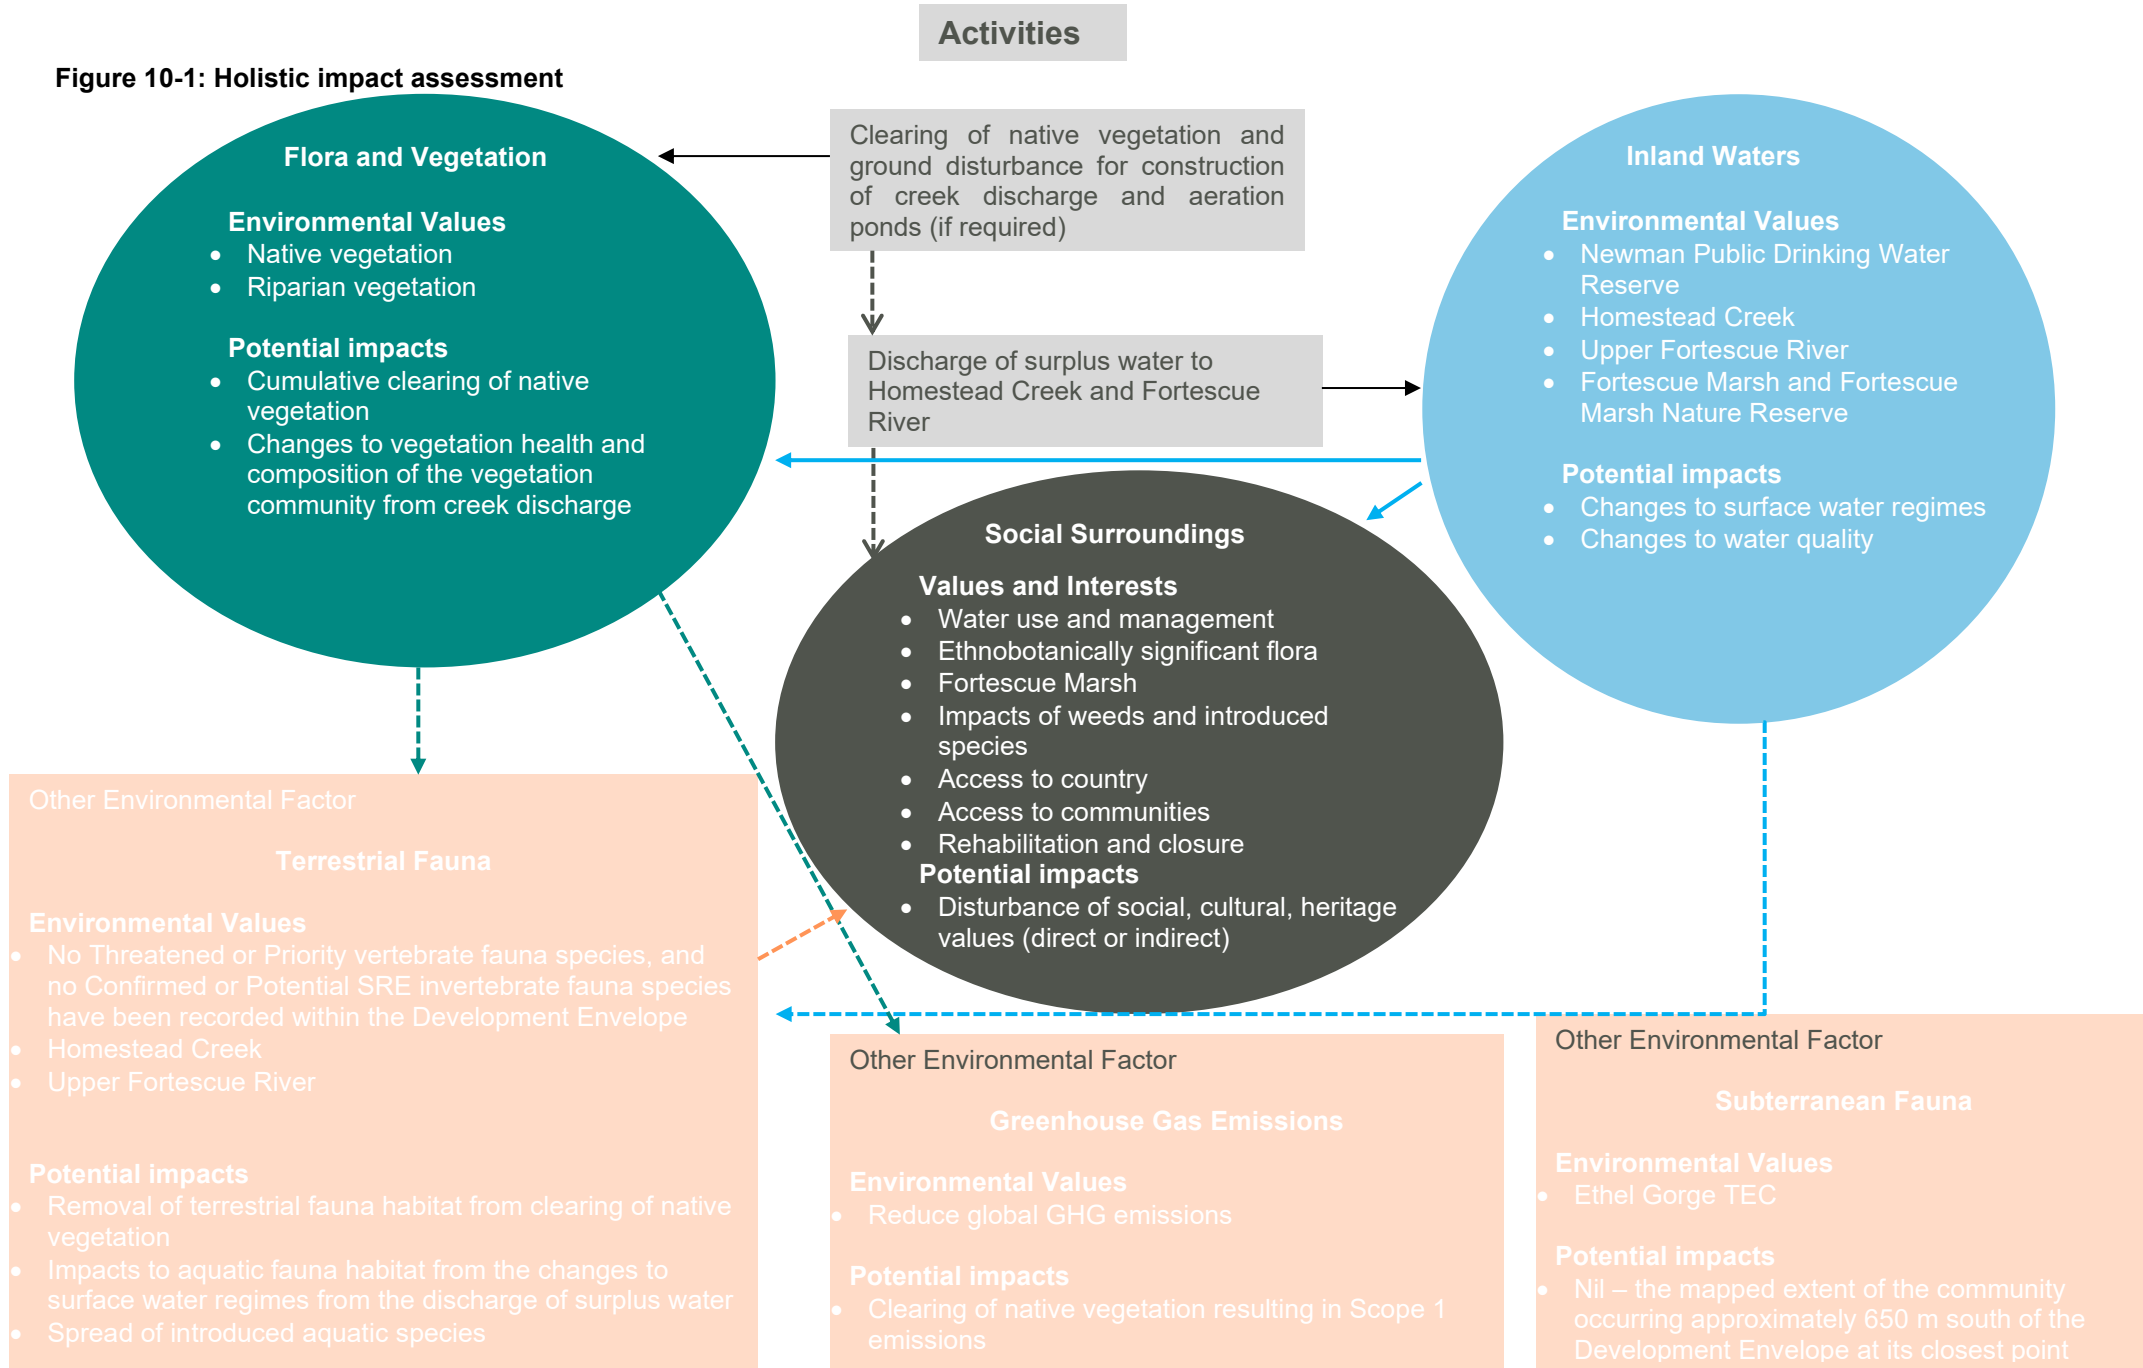 Activities
Figure 10-1: Holistic impact assessment
Flora and Vegetation
Environmental Values
• Native vegetation
• Riparian vegetation
Potential impacts
• Cumulative clearing of native
vegetation
• Changes to vegetation health and
composition of the vegetation
community from creek discharge
Clearing of native vegetation and
ground disturbance for construction
of creek discharge and aeration
ponds (if required)
Discharge of surplus water to
Homestead Creek and Fortescue
River
Inland Waters
Environmental Values
• Newman Public Drinking Water
Reserve
• Homestead Creek
• Upper Fortescue River
• Fortescue Marsh and Fortescue
Marsh Nature Reserve
Potential impacts
• Changes to surface water regimes
• Changes to water quality
Social Surroundings
Values and Interests
• Water use and management
• Ethnobotanically significant flora
• Fortescue Marsh
• Impacts of weeds and introduced
species
• Access to country
• Access to communities
• Rehabilitation and closure
Potential impacts
• Disturbance of social, cultural, heritage
values (direct or indirect)
Other Environmental Factor
Terrestrial Fauna
Environmental Values
• No Threatened or Priority vertebrate fauna species, and
no Confirmed or Potential SRE invertebrate fauna species
have been recorded within the Development Envelope
• Homestead Creek
• Upper Fortescue River
Potential impacts
• Removal of terrestrial fauna habitat from clearing of native
vegetation
• Impacts to aquatic fauna habitat from the changes to
surface water regimes from the discharge of surplus water
• Spread of introduced aquatic species
Other Environmental Factor
Greenhouse Gas Emissions
Environmental Values
• Reduce global GHG emissions
Potential impacts
• Clearing of native vegetation resulting in Scope 1
emissions
Other Environmental Factor
Subterranean Fauna
Environmental Values
• Ethel Gorge TEC
Potential impacts
• Nil – the mapped extent of the community
occurring approximately 650 m south of the
Development Envelope at its closest point